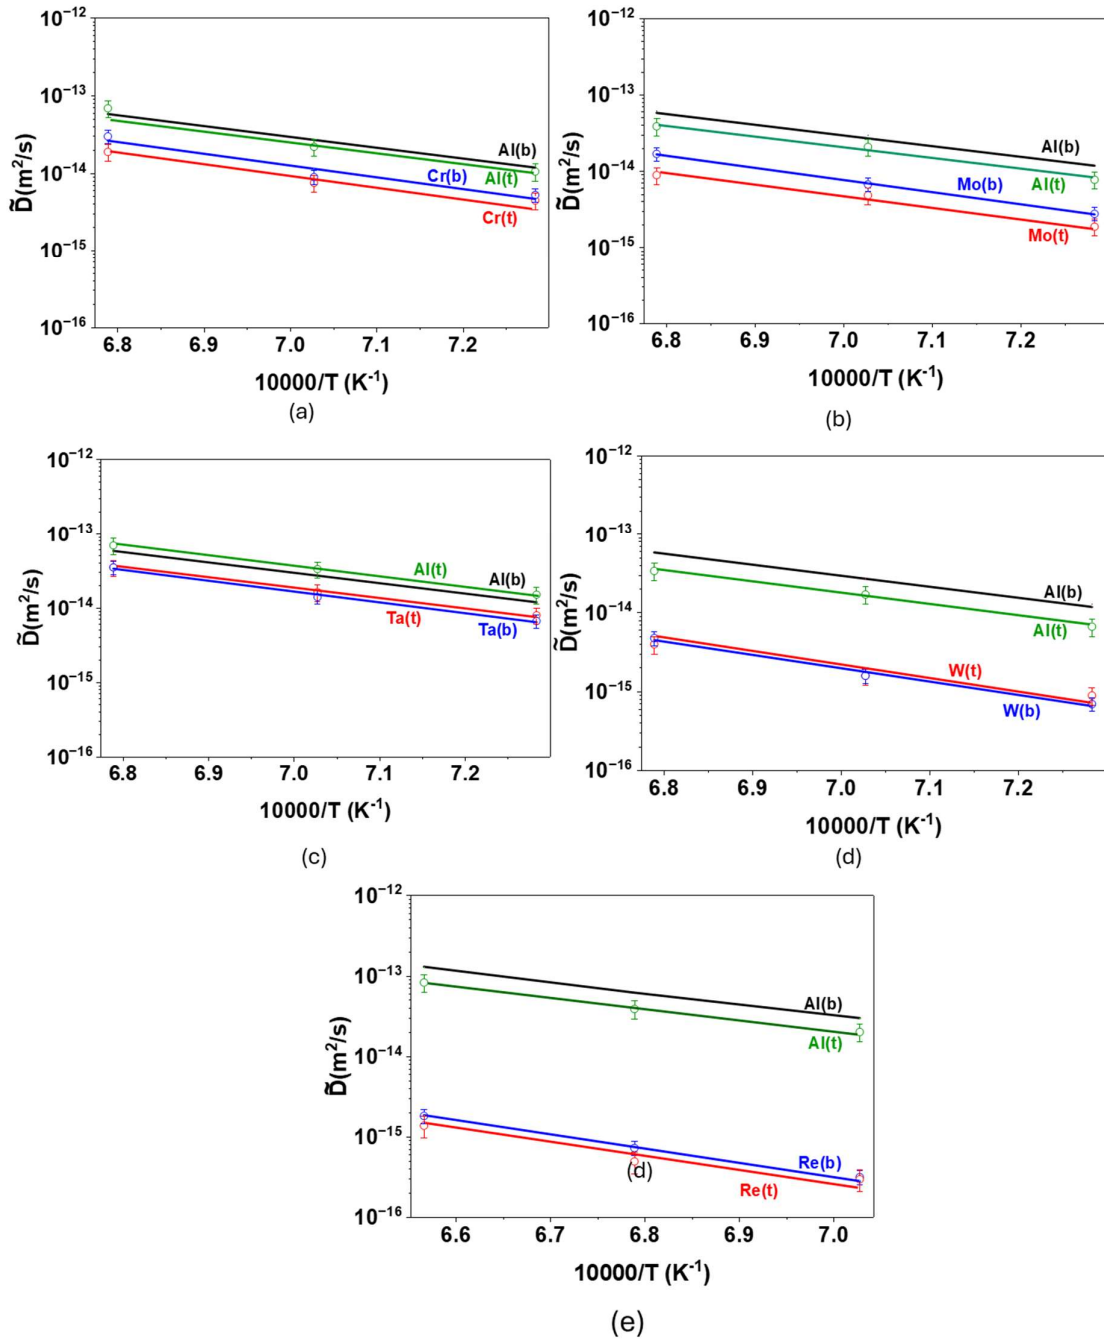 10⁻¹²
10⁻¹³
10⁻¹⁴
10⁻¹⁵
10⁻¹⁶
D̃(m²/s)
Al(b)
Cr(b)
Al(t)
Cr(t)
6.8 6.9 7.0 7.1 7.2
10000/T (K⁻¹)
(a)
10⁻¹²
10⁻¹³
10⁻¹⁴
10⁻¹⁵
10⁻¹⁶
D̃(m²/s)
Al(b)
Mo(b)
Al(t)
Mo(t)
6.8 6.9 7.0 7.1 7.2
10000/T (K⁻¹)
(b)
10⁻¹²
10⁻¹³
10⁻¹⁴
10⁻¹⁵
10⁻¹⁶
D̃(m²/s)
Al(t)
Al(b)
Ta(t)
Ta(b)
6.8 6.9 7.0 7.1 7.2
10000/T (K⁻¹)
(c)
10⁻¹²
10⁻¹³
10⁻¹⁴
10⁻¹⁵
10⁻¹⁶
D̃(m²/s)
Al(b)
Al(t)
W(t)
W(b)
6.8 6.9 7.0 7.1 7.2
10000/T (K⁻¹)
(d)
10⁻¹²
10⁻¹³
10⁻¹⁴
10⁻¹⁵
10⁻¹⁶
D̃(m²/s)
Al(b)
Al(t)
Re(b)
(d)
Re(t)
6.6 6.7 6.8 6.9 7.0
10000/T (K⁻¹)
(e)